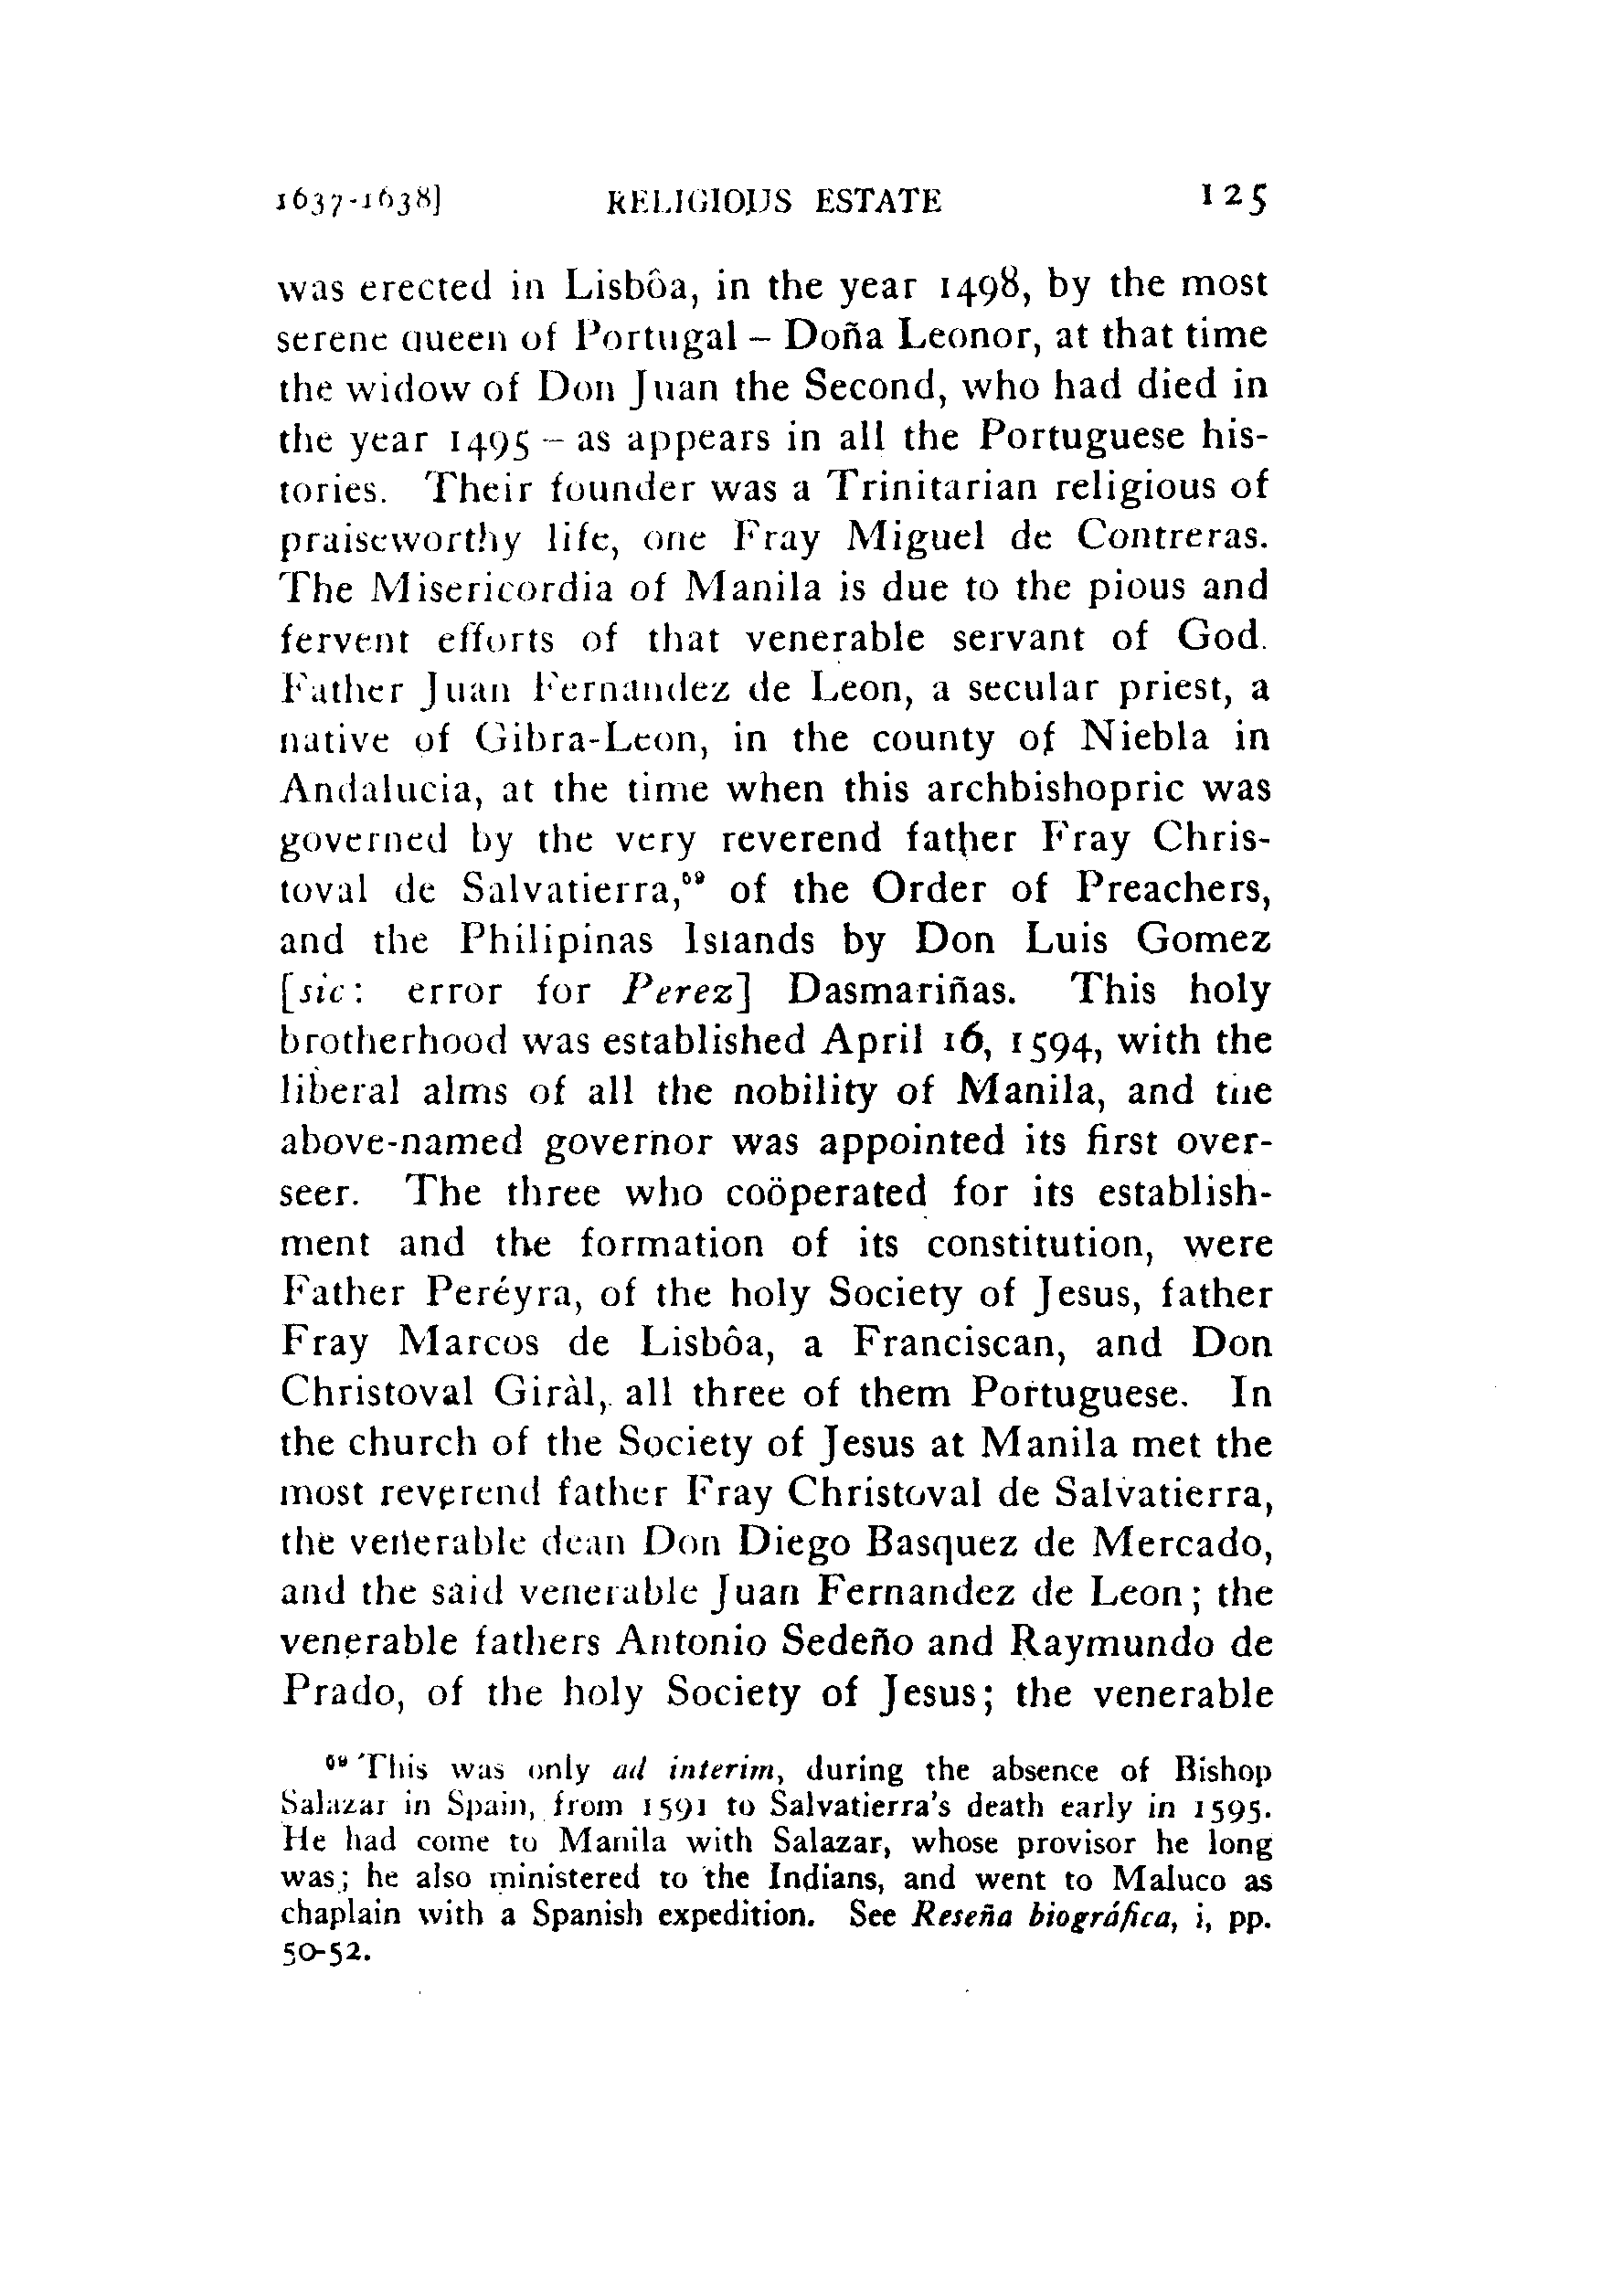 1637-1638] RELIGIOUS ESTATE 125
was erected in Lisbôa, in the year 1498, by the most
serene queen of Portugal – Doña Leonor, at that time
the widow of Don Juan the Second, who had died in
the year 1495 – as appears in all the Portuguese his-
tories. Their founder was a Trinitarian religious of
praiseworthy life, one Fray Miguel de Contreras.
The Misericordia of Manila is due to the pious and
fervent efforts of that venerable servant of God.
Father Juan Fernandez de Leon, a secular priest, a
native of Gibra-Leon, in the county of Niebla in
Andalucia, at the time when this archbishopric was
governed by the very reverend father Fray Chris-
toval de Salvatierra,⁵⁹ of the Order of Preachers,
and the Philipinas Islands by Don Luis Gomez
[sic: error for Perez] Dasmariñas. This holy
brotherhood was established April 16, 1594, with the
liberal alms of all the nobility of Manila, and the
above-named governor was appointed its first over-
seer. The three who coöperated for its establish-
ment and the formation of its constitution, were
Father Peréyra, of the holy Society of Jesus, father
Fray Marcos de Lisbôa, a Franciscan, and Don
Christoval Giràl, all three of them Portuguese. In
the church of the Society of Jesus at Manila met the
most reverend father Fray Christoval de Salvatierra,
the venerable dean Don Diego Basquez de Mercado,
and the said venerable Juan Fernandez de Leon; the
venerable fathers Antonio Sedeño and Raymundo de
Prado, of the holy Society of Jesus; the venerable
⁵⁹ This was only ad interim, during the absence of Bishop
Salazar in Spain, from 1591 to Salvatierra's death early in 1595.
He had come to Manila with Salazar, whose provisor he long
was; he also ministered to the Indians, and went to Maluco as
chaplain with a Spanish expedition. See Reseña biográfica, i, pp.
50-52.